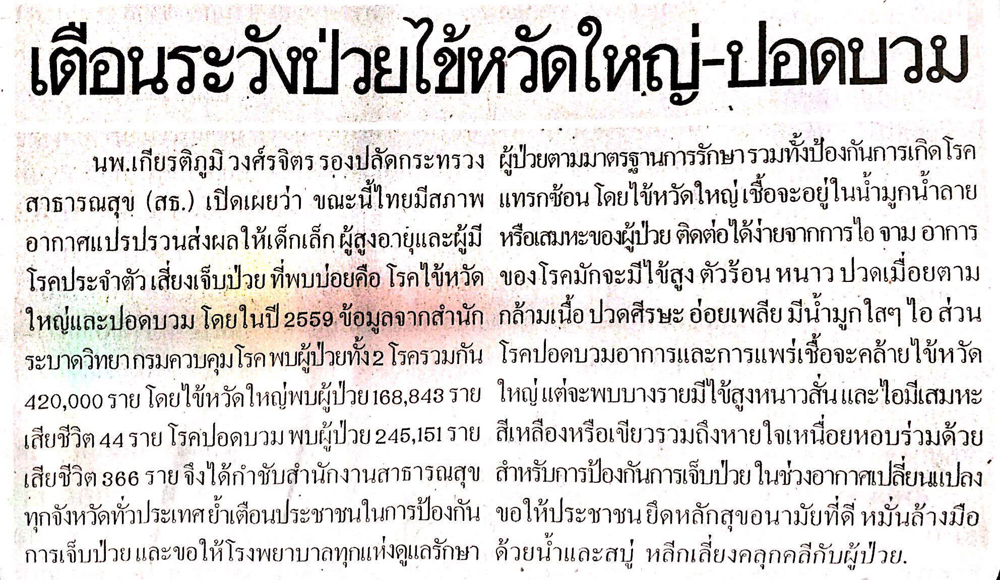 เตือนระวังป่วยไข้หวัดใหญ่-ปอดบวม
นพ.เกียรติภูมิ วงศ์รจิตร รองปลัดกระทรวง
สาธารณสุข (สธ.) เปิดเผยว่า ขณะนี้ไทยมีสภาพ
อากาศแปรปรวนส่งผลให้เด็กเล็ก ผู้สูงอายุและผู้มี
โรคประจำตัว เสี่ยงเจ็บป่วย ที่พบบ่อยคือ โรคไข้หวัด
ใหญ่และปอดบวม โดยในปี 2559 ข้อมูลจากสำนัก
ระบาดวิทยา กรมควบคุมโรค พบผู้ป่วยทั้ง 2 โรครวมกัน
420,000 ราย โดยไข้หวัดใหญ่พบผู้ป่วย 168,843 ราย
เสียชีวิต 44 ราย โรคปอดบวม พบผู้ป่วย 245,151 ราย
เสียชีวิต 366 ราย จึงได้กำชับสำนักงานสาธารณสุข
ทุกจังหวัดทั่วประเทศ ย้ำเตือนประชาชนในการป้องกัน
การเจ็บป่วย และขอให้โรงพยาบาลทุกแห่งดูแลรักษา
ผู้ป่วยตามมาตรฐานการรักษา รวมทั้งป้องกันการเกิดโรค
แทรกซ้อน โดยไข้หวัดใหญ่ เชื้อจะอยู่ในน้ำมูกน้ำลาย
หรือเสมหะของผู้ป่วย ติดต่อได้ง่ายจากการไอ จาม อาการ
ของโรคมักจะมีไข้สูง ตัวร้อน หนาว ปวดเมื่อยตาม
กล้ามเนื้อ ปวดศีรษะ อ่อยเพลีย มีน้ำมูกใสๆ ไอ ส่วน
โรคปอดบวมอาการและการแพร่เชื้อจะคล้ายไข้หวัด
ใหญ่ แต่จะพบบางรายมีไข้สูงหนาวสั่น และไอมีเสมหะ
สีเหลืองหรือเขียวรวมถึงหายใจเหนื่อยหอบร่วมด้วย
สำหรับการป้องกันการเจ็บป่วย ในช่วงอากาศเปลี่ยนแปลง
ขอให้ประชาชน ยึดหลักสุขอนามัยที่ดี หมั่นล้างมือ
ด้วยน้ำและสบู่ หลีกเลี่ยงคลุกคลีกับผู้ป่วย.